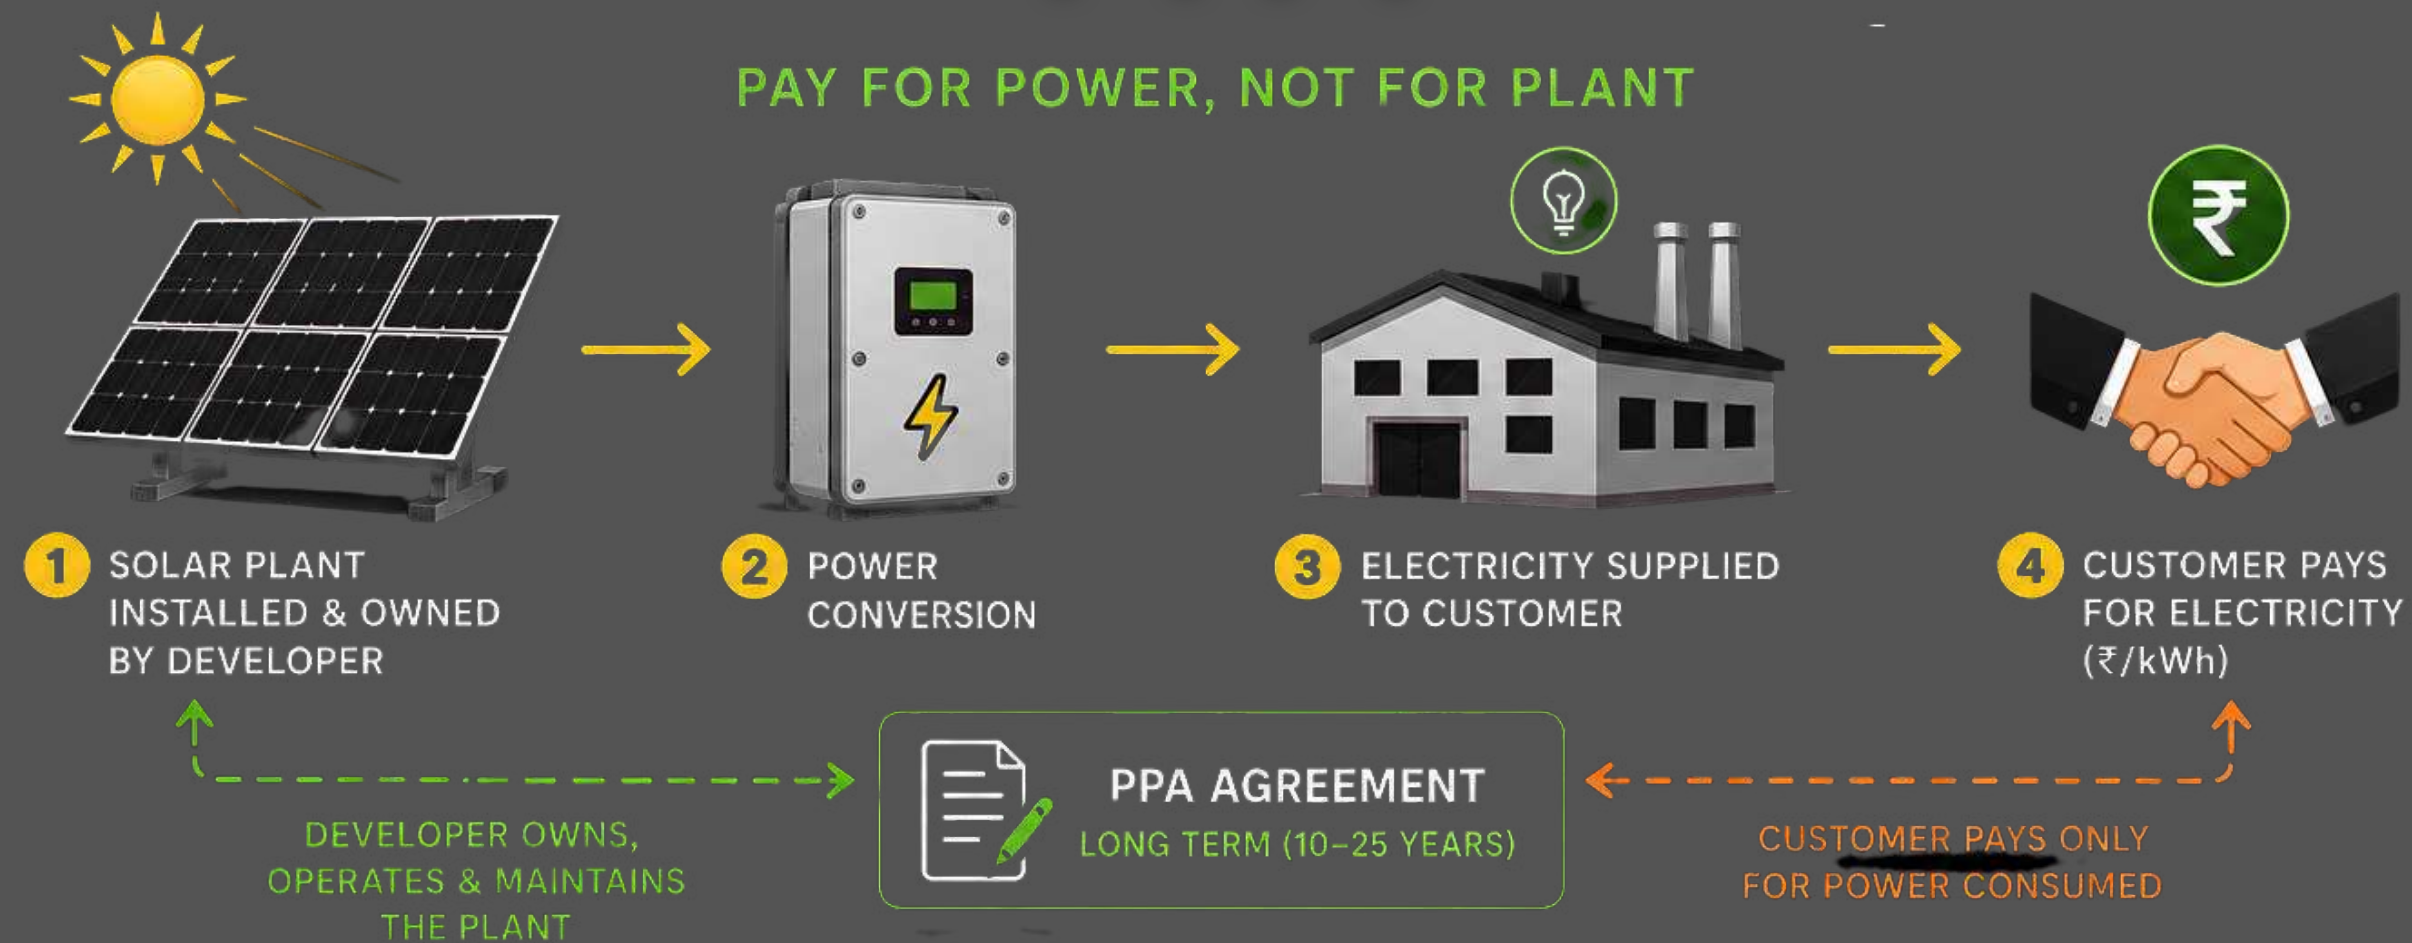 PAY FOR POWER, NOT FOR PLANT
₹
1 SOLAR PLANT
INSTALLED & OWNED
BY DEVELOPER
2 POWER
CONVERSION
3 ELECTRICITY SUPPLIED
TO CUSTOMER
4 CUSTOMER PAYS
FOR ELECTRICITY
(₹/kWh)
DEVELOPER OWNS,
OPERATES & MAINTAINS
THE PLANT
PPA AGREEMENT
LONG TERM (10–25 YEARS)
CUSTOMER PAYS ONLY
FOR POWER CONSUMED